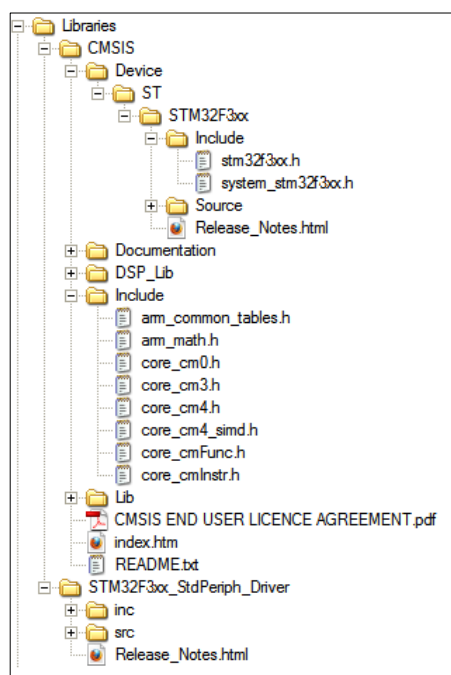 Libraries
CMSIS
Device
ST
STM32F3xx
Include
stm32f3xx.h
system_stm32f3xx.h
Source
Release_Notes.html
Documentation
DSP_Lib
Include
arm_common_tables.h
arm_math.h
core_cm0.h
core_cm3.h
core_cm4.h
core_cm4_simd.h
core_cmFunc.h
core_cmInstr.h
Lib
CMSIS END USER LICENCE AGREEMENT.pdf
index.htm
README.txt
STM32F3xx_StdPeriph_Driver
inc
src
Release_Notes.html